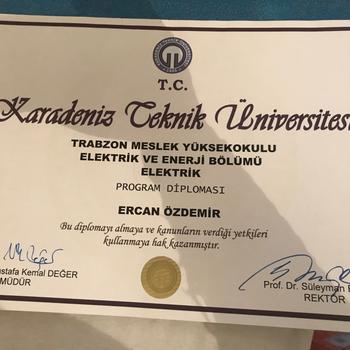 T.C.
Karadeniz Teknik Üniversitesi
TRABZON MESLEK YÜKSEKOKULU
ELEKTRİK VE ENERJİ BÖLÜMÜ
ELEKTRİK
PROGRAM DİPLOMASI
ERCAN ÖZDEMİR
Bu diplomayı almaya ve kanunların verdiği yetkileri
kullanmaya hak kazanmıştır.
ustafa Kemal DEĞER
MÜDÜR
Prof. Dr. Süleyman
REKTÖR